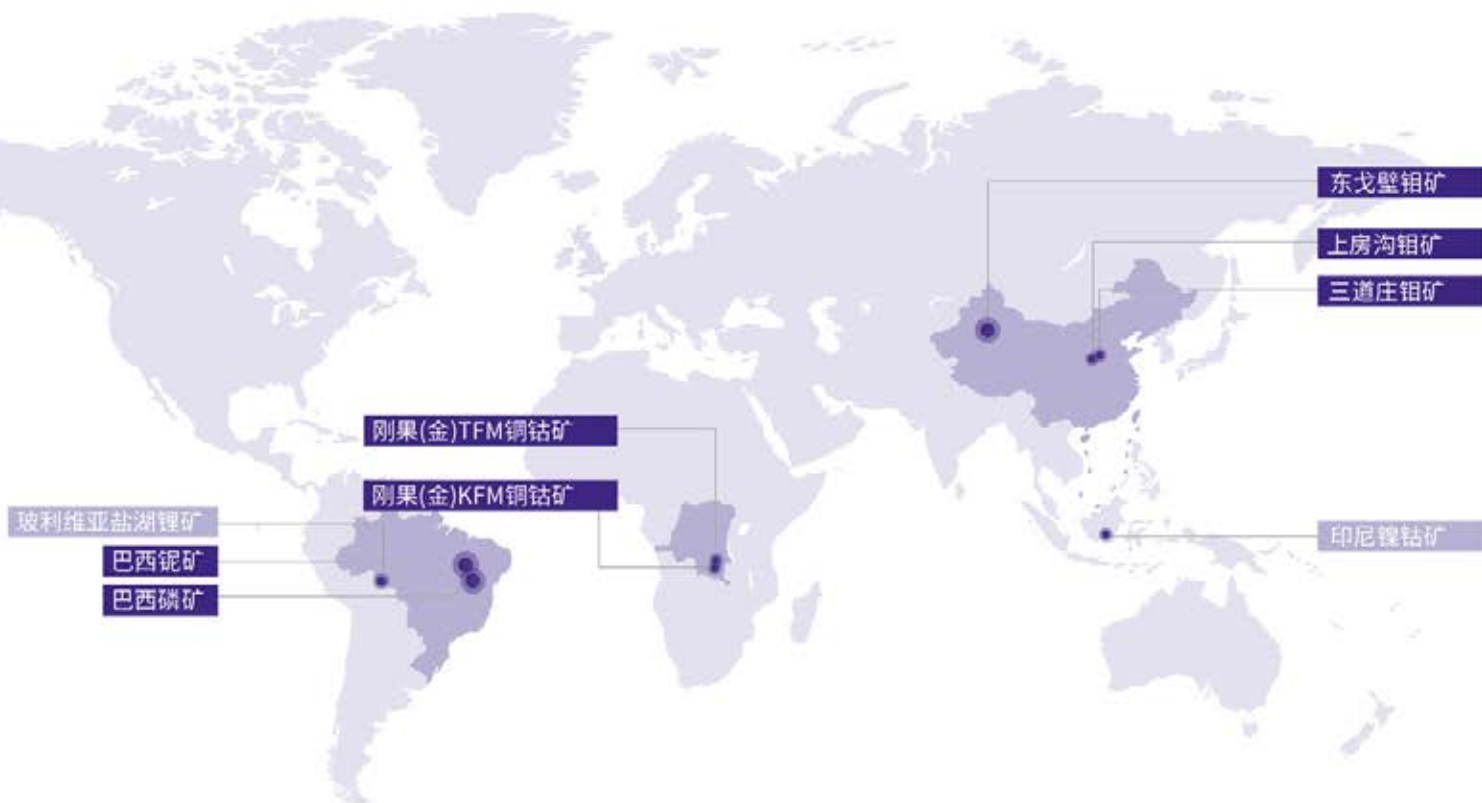 东戈壁钼矿
上房沟钼矿
三道庄钼矿
刚果(金)TFM铜钴矿
刚果(金)KFM铜钴矿
玻利维亚盐湖锂矿
巴西铌矿
巴西磷矿
印尼镍钴矿